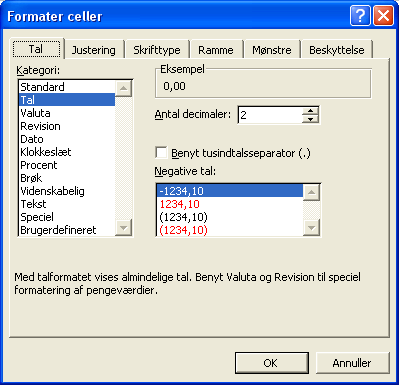 Formater celler
Tal Justering Skrifttype Ramme Mønstre Beskyttelse
Kategori:
Standard
Tal
Valuta
Revision
Dato
Klokkeslæt
Procent
Brøk
Videnskabelig
Tekst
Speciel
Brugerdefineret
Eksempel
0,00
Antal decimaler: 2
Benyt tusindtalsseparator (.)
Negative tal:
-1234,10
1234,10
(1234,10)
(1234,10)
Med talformatet vises almindelige tal. Benyt Valuta og Revision til speciel
formatering af pengeværdier.
OK Annuller